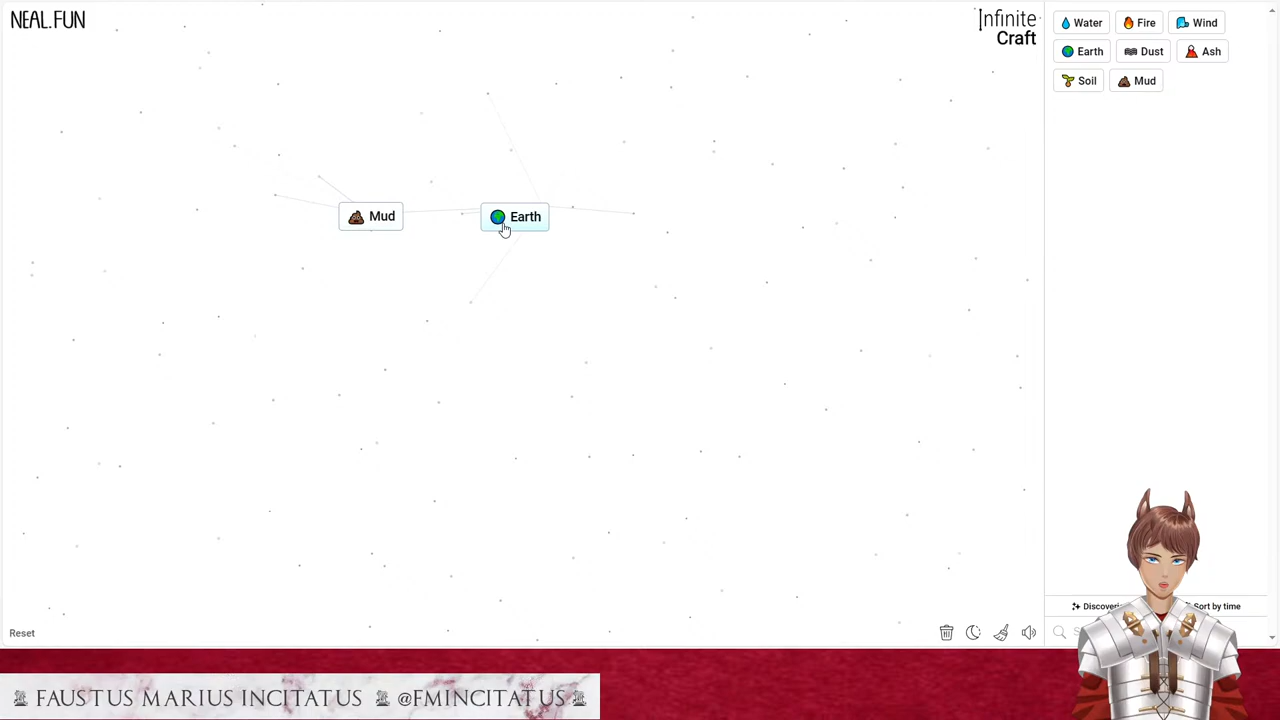 NEAL.FUN
Infinite
Craft
Water
Fire
Wind
Earth
Dust
Ash
Soil
Mud
Mud
Earth
Discoveri
Sort by time
Reset
FAUSTUS MARIUS INCITATUS @FMINCITATUS